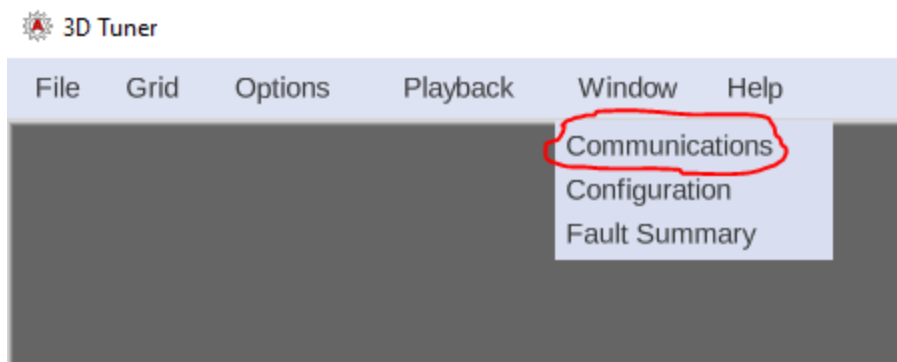 3D Tuner
File Grid Options Playback Window Help
Communications
Configuration
Fault Summary